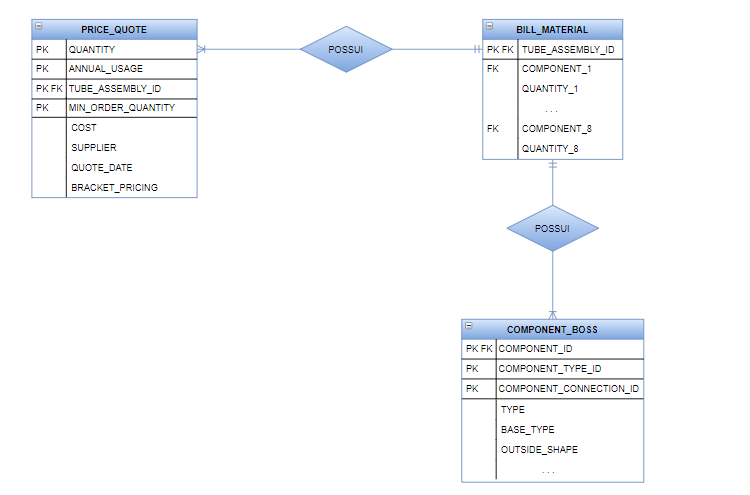 PRICE_QUOTE
PK QUANTITY
PK ANNUAL_USAGE
PK FK TUBE_ASSEMBLY_ID
PK MIN_ORDER_QUANTITY
COST
SUPPLIER
QUOTE_DATE
BRACKET_PRICING
POSSUI
BILL_MATERIAL
PK FK TUBE_ASSEMBLY_ID
FK COMPONENT_1
QUANTITY_1
...
FK COMPONENT_8
QUANTITY_8
POSSUI
COMPONENT_BOSS
PK FK COMPONENT_ID
PK COMPONENT_TYPE_ID
PK COMPONENT_CONNECTION_ID
TYPE
BASE_TYPE
OUTSIDE_SHAPE
...